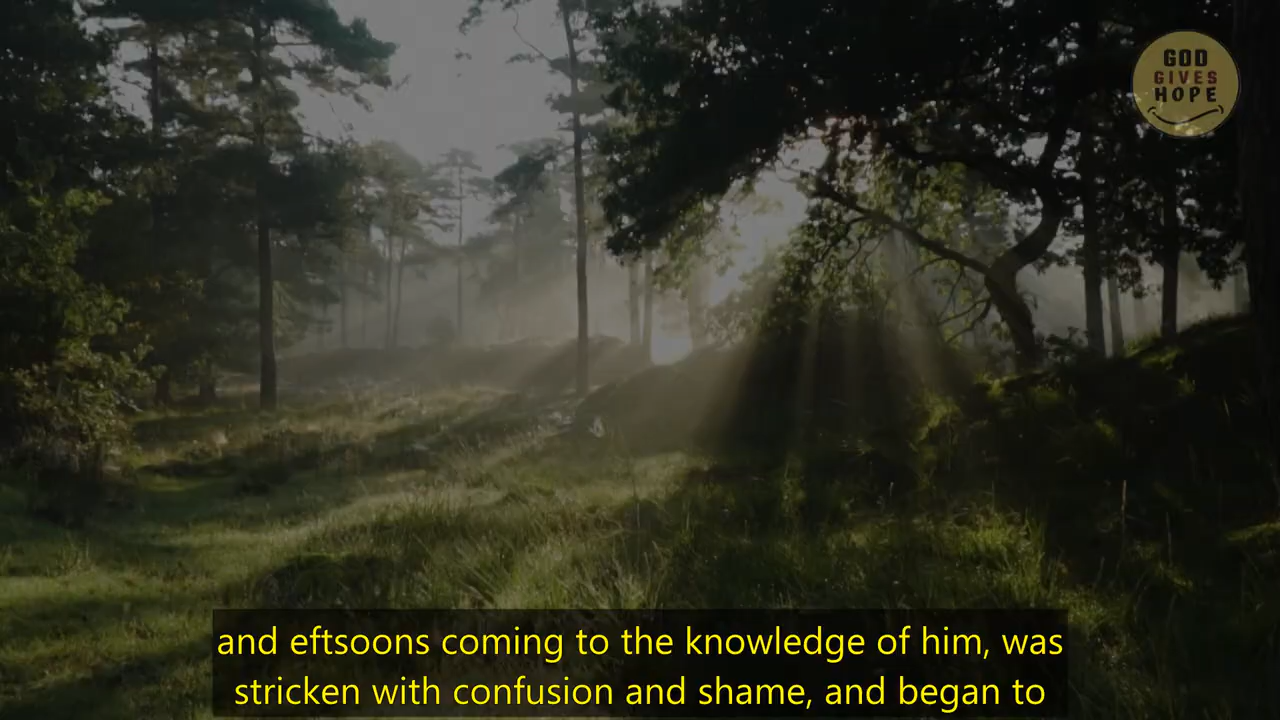 GOD
GIVES
HOPE
and eftsoons coming to the knowledge of him, was
stricken with confusion and shame, and began to